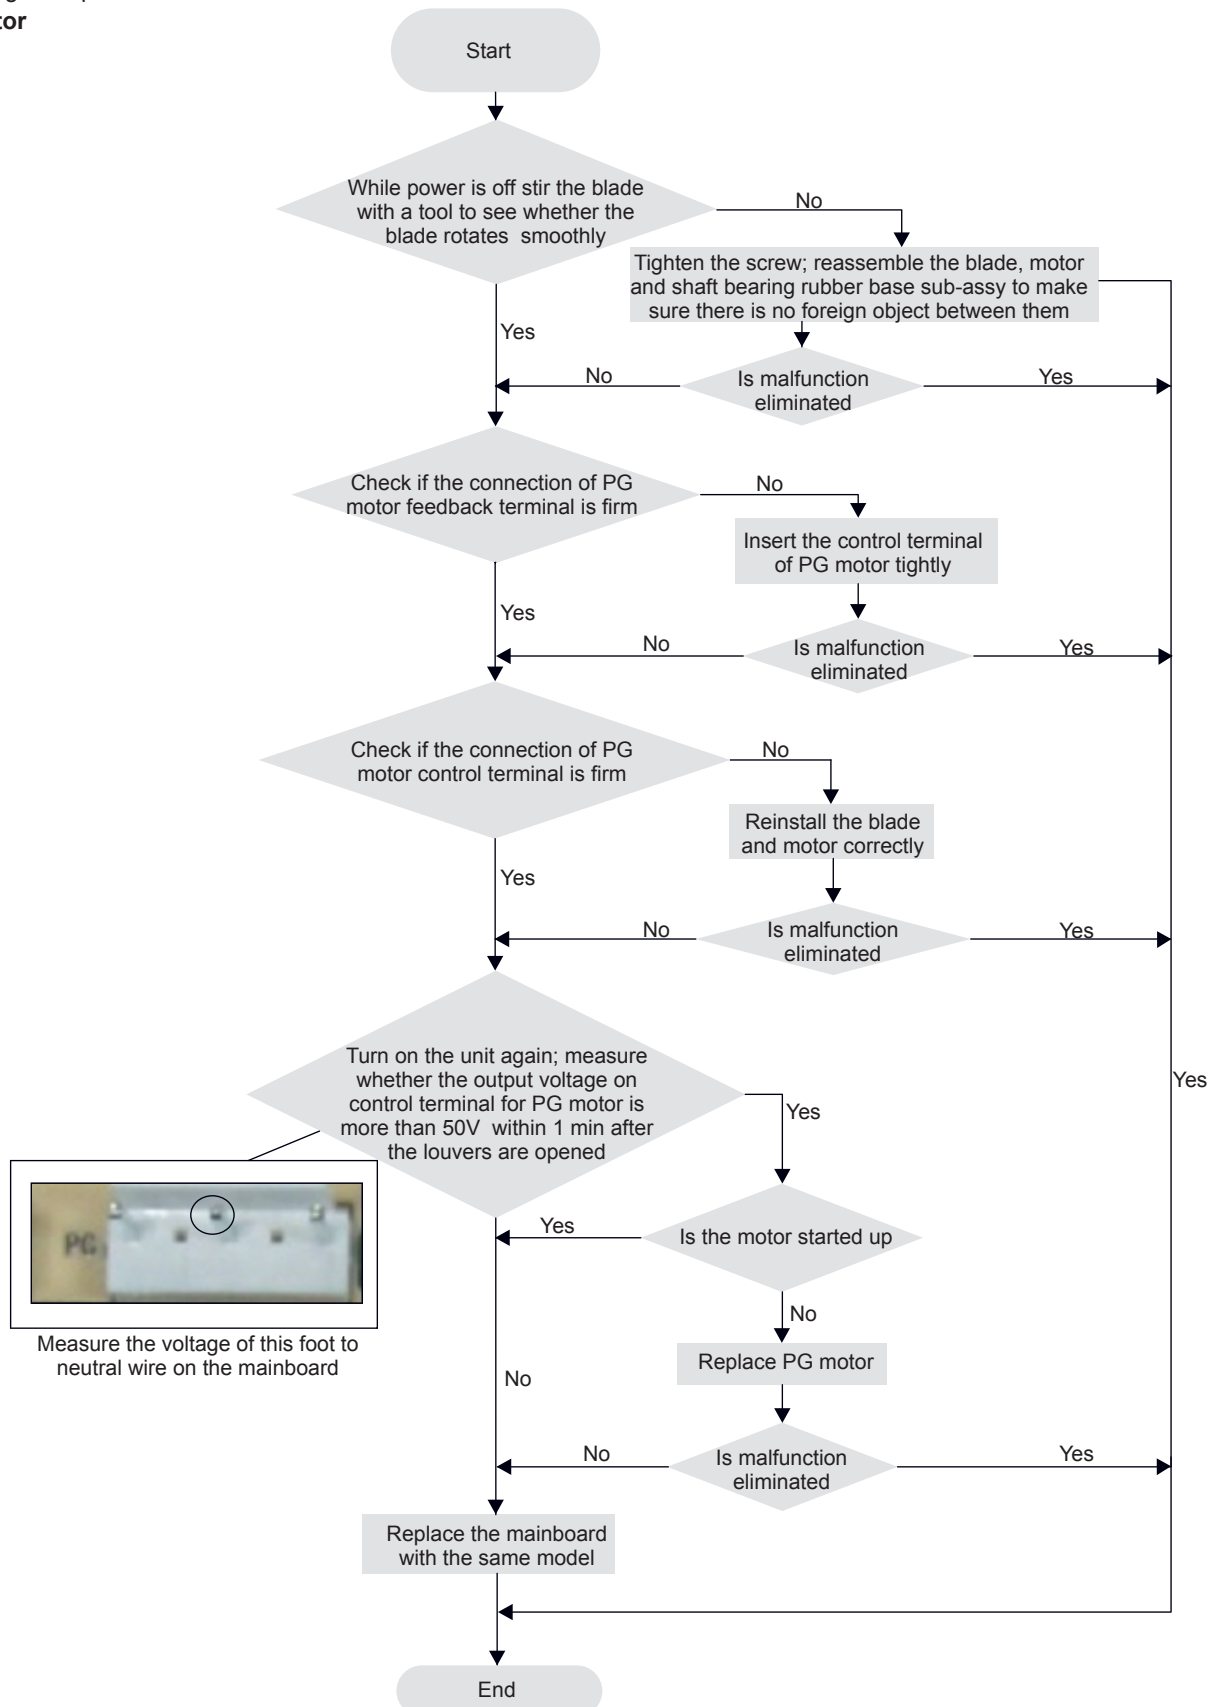 tor
Start
While power is off stir the blade
with a tool to see whether the
blade rotates smoothly
No
Tighten the screw; reassemble the blade, motor
and shaft bearing rubber base sub-assy to make
sure there is no foreign object between them
Yes
No
Is malfunction
eliminated
Yes
Check if the connection of PG
motor feedback terminal is firm
No
Insert the control terminal
of PG motor tightly
Yes
No
Is malfunction
eliminated
Yes
Check if the connection of PG
motor control terminal is firm
No
Reinstall the blade
and motor correctly
Yes
No
Is malfunction
eliminated
Yes
Turn on the unit again; measure
whether the output voltage on
control terminal for PG motor is
more than 50V within 1 min after
the louvers are opened
Yes
Yes
PG
Measure the voltage of this foot to
neutral wire on the mainboard
Yes
Is the motor started up
No
Replace PG motor
No
No
Is malfunction
eliminated
Yes
Replace the mainboard
with the same model
End